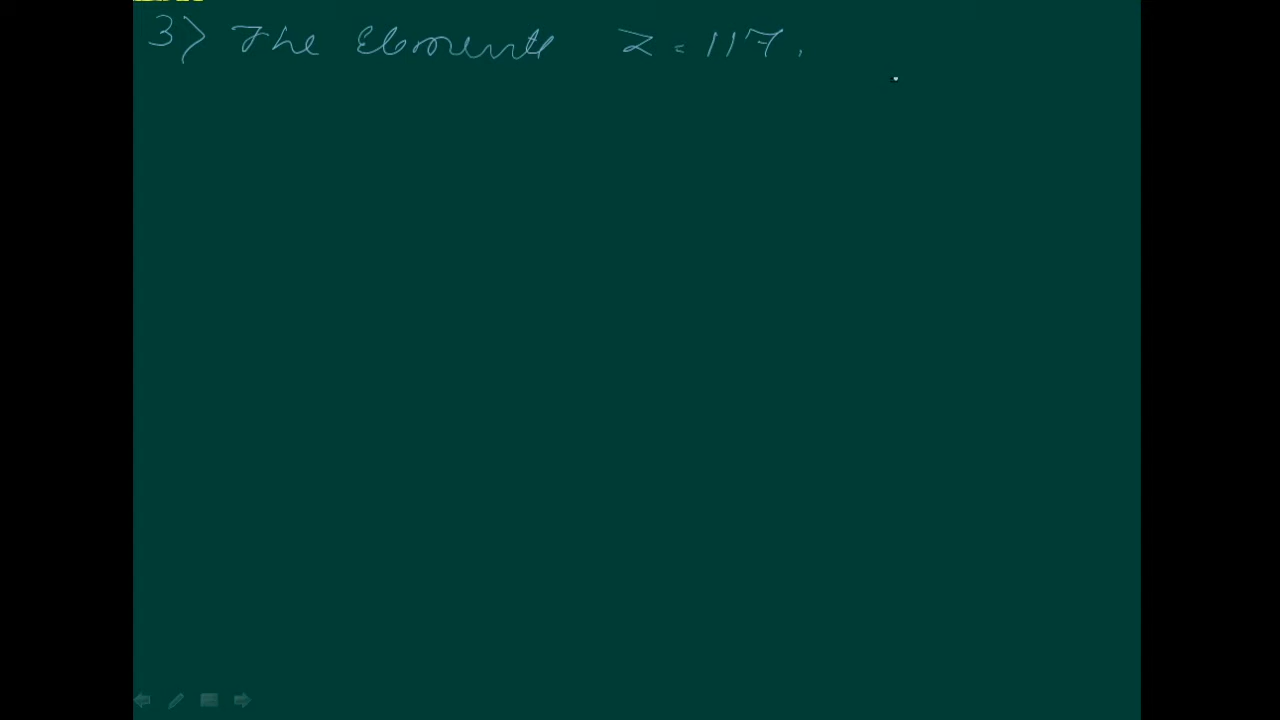 3) The Elements Z = 117,